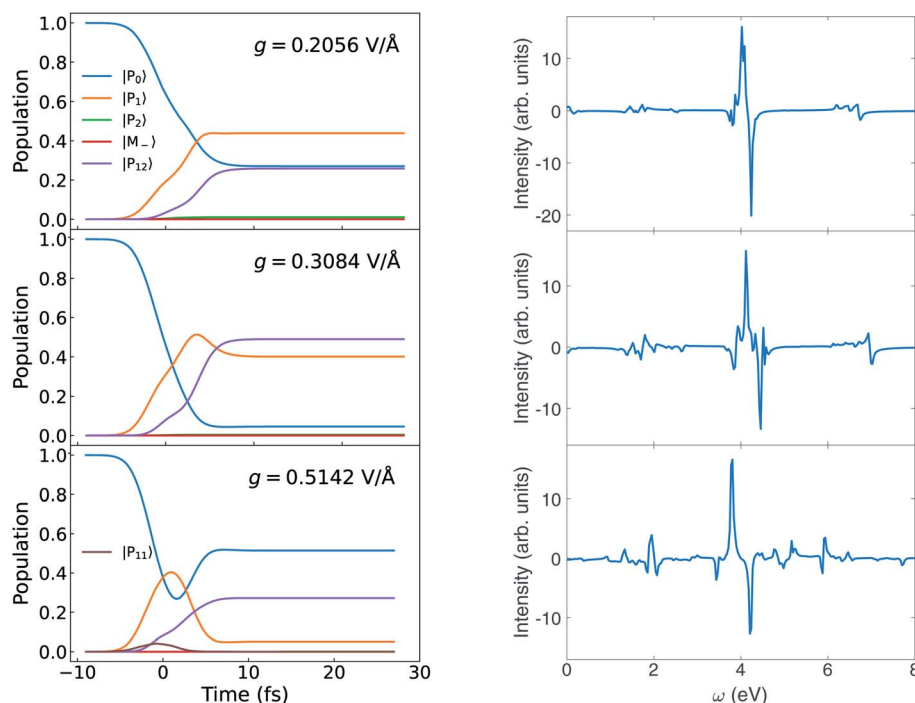 1.0
0.8
0.6
0.4
0.2
0.0
Population
g = 0.2056 V/Å
|P₀⟩
|P₁⟩
|P₂⟩
|M₋⟩
|P₁₂⟩
1.0
0.8
0.6
0.4
0.2
0.0
Population
g = 0.3084 V/Å
1.0
0.8
0.6
0.4
0.2
0.0
Population
g = 0.5142 V/Å
|P₁₁⟩
−10 0 10 20 30
Time (fs)
10
0
-10
-20
Intensity (arb. units)
10
0
-10
Intensity (arb. units)
10
0
-10
Intensity (arb. units)
0 2 4 6 8
ω (eV)